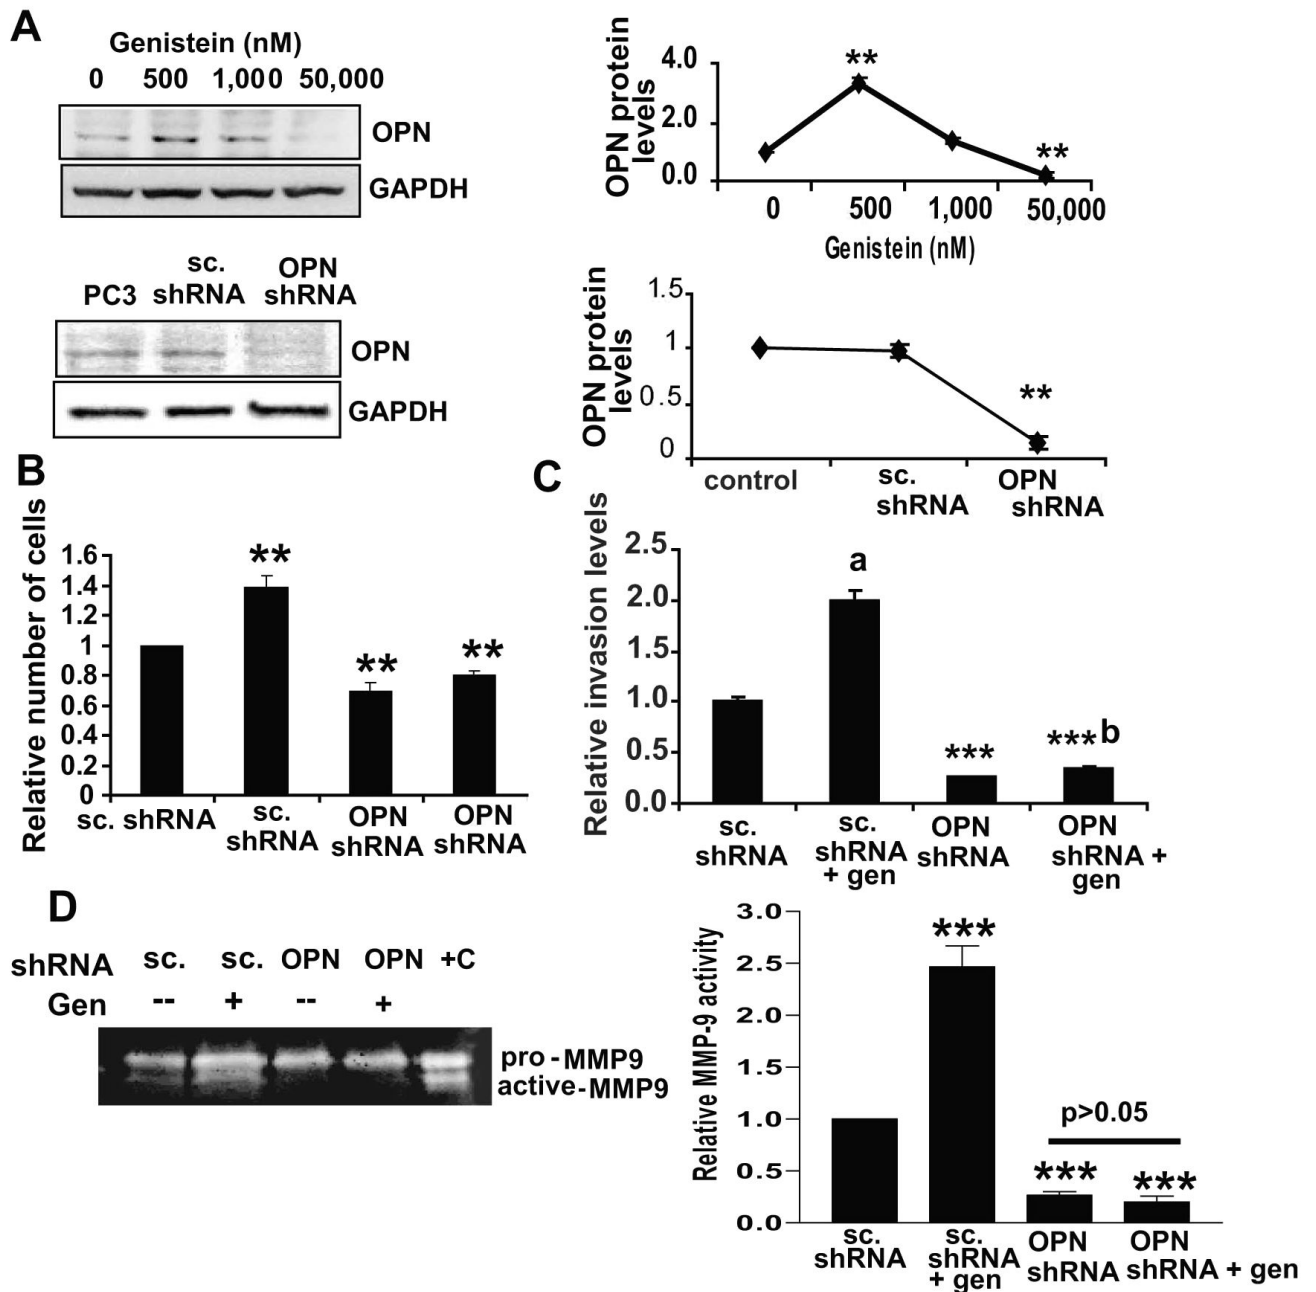 A
Genistein (nM)
0 500 1,000 50,000
OPN
GAPDH
OPN protein
levels
4.0
2.0
0.0
**
**
0 500 1,000 50,000
Genistein (nM)
PC3
sc.
shRNA
OPN
shRNA
OPN
GAPDH
OPN protein
levels
1.5
1
0.5
0
**
control
sc.
shRNA
OPN
shRNA
B
Relative number of cells
1.6
1.4
1.2
1
0.8
0.6
0.4
0.2
0
**
**
**
sc. shRNA
sc.
shRNA
OPN
shRNA
OPN
shRNA
C
Relative invasion levels
2.5
2.0
1.5
1.0
0.5
0.0
a
***
***b
sc.
shRNA
sc.
shRNA
+ gen
OPN
shRNA
OPN
shRNA +
gen
D
shRNA sc. sc. OPN OPN +C
Gen -- + -- +
pro-MMP9
active-MMP9
Relative MMP-9 activity
3.0
2.5
2.0
1.5
1.0
0.5
0.0
***
p>0.05
***
***
sc.
shRNA
sc.
shRNA
+ gen
OPN
shRNA
OPN
shRNA + gen